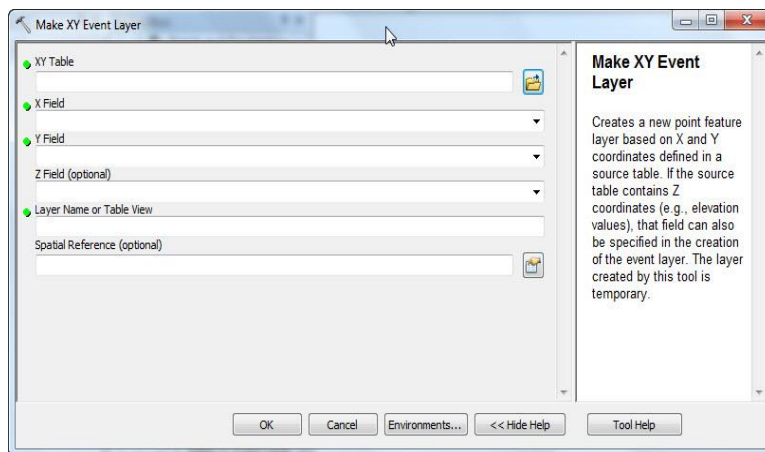 Make XY Event Layer
XY Table
X Field
Y Field
Z Field (optional)
Layer Name or Table View
Spatial Reference (optional)
OK
Cancel
Environments...
<< Hide Help
Make XY Event
Layer
Creates a new point feature
layer based on X and Y
coordinates defined in a
source table. If the source
table contains Z
coordinates (e.g., elevation
values), that field can also
be specified in the creation
of the event layer. The layer
created by this tool is
temporary.
Tool Help